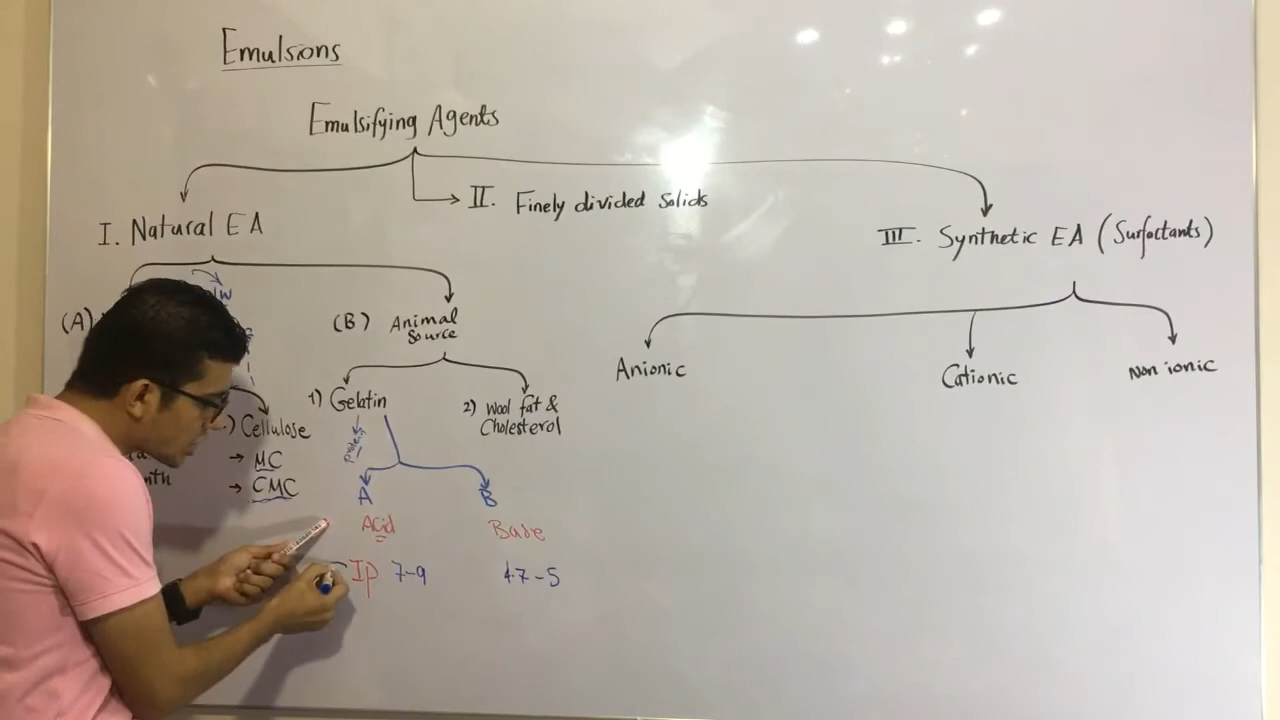 Emulsions
Emulsifying Agents
II. Finely divided Solids
I. Natural EA
III. Synthetic EA (Surfactants)
(A)
(B) Animal
Source
Anionic
Cationic
Non ionic
1) Gelatin
2) Wool fat &
Cholesterol
Protein
Cellulose
→ MC
→ CMC
A
B
Acid
Base
Ip 7-9
4.7-5